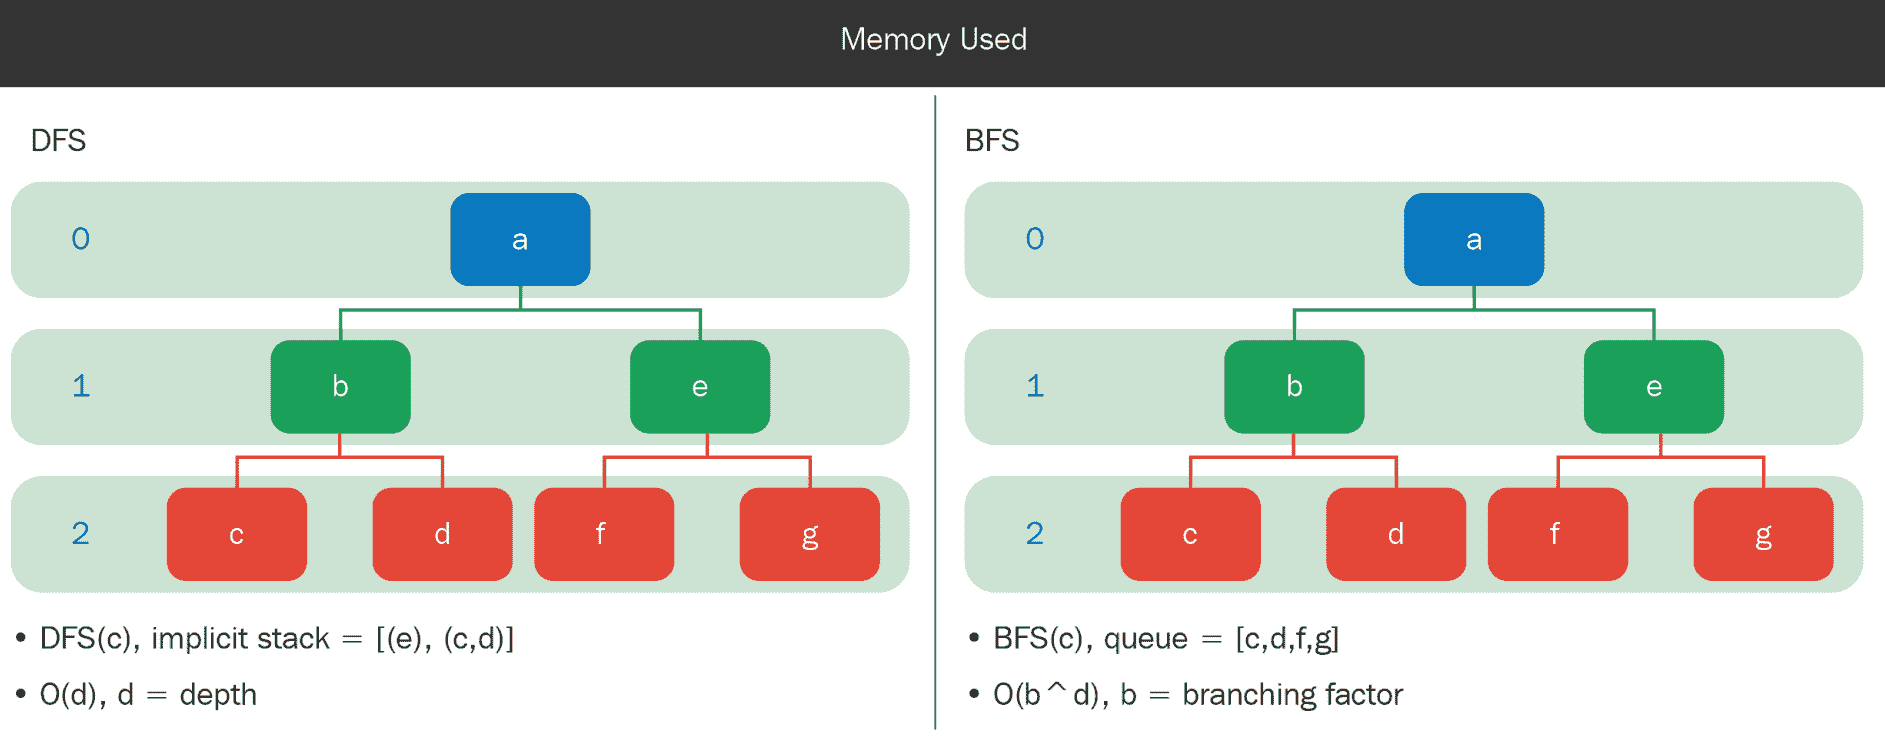 Memory Used
DFS
0
a
1
b
e
2
c
d
f
g
• DFS(c), implicit stack = [(e), (c,d)]
• O(d), d = depth
BFS
0
a
1
b
e
2
c
d
f
g
• BFS(c), queue = [c,d,f,g]
• O(b^d), b = branching factor